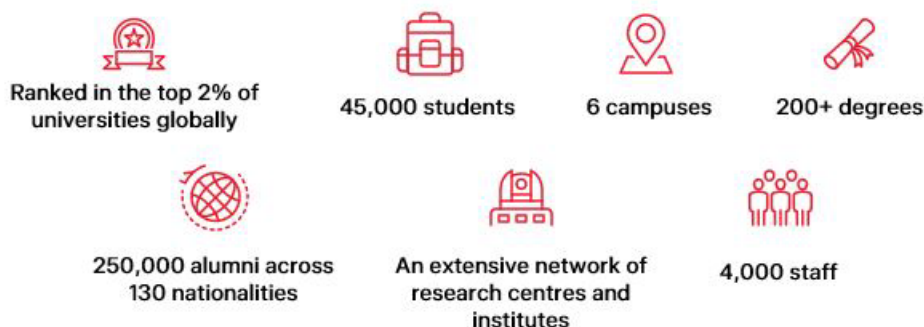 Ranked in the top 2% of
universities globally
45,000 students
6 campuses
200+ degrees
250,000 alumni across
130 nationalities
An extensive network of
research centres and
institutes
4,000 staff